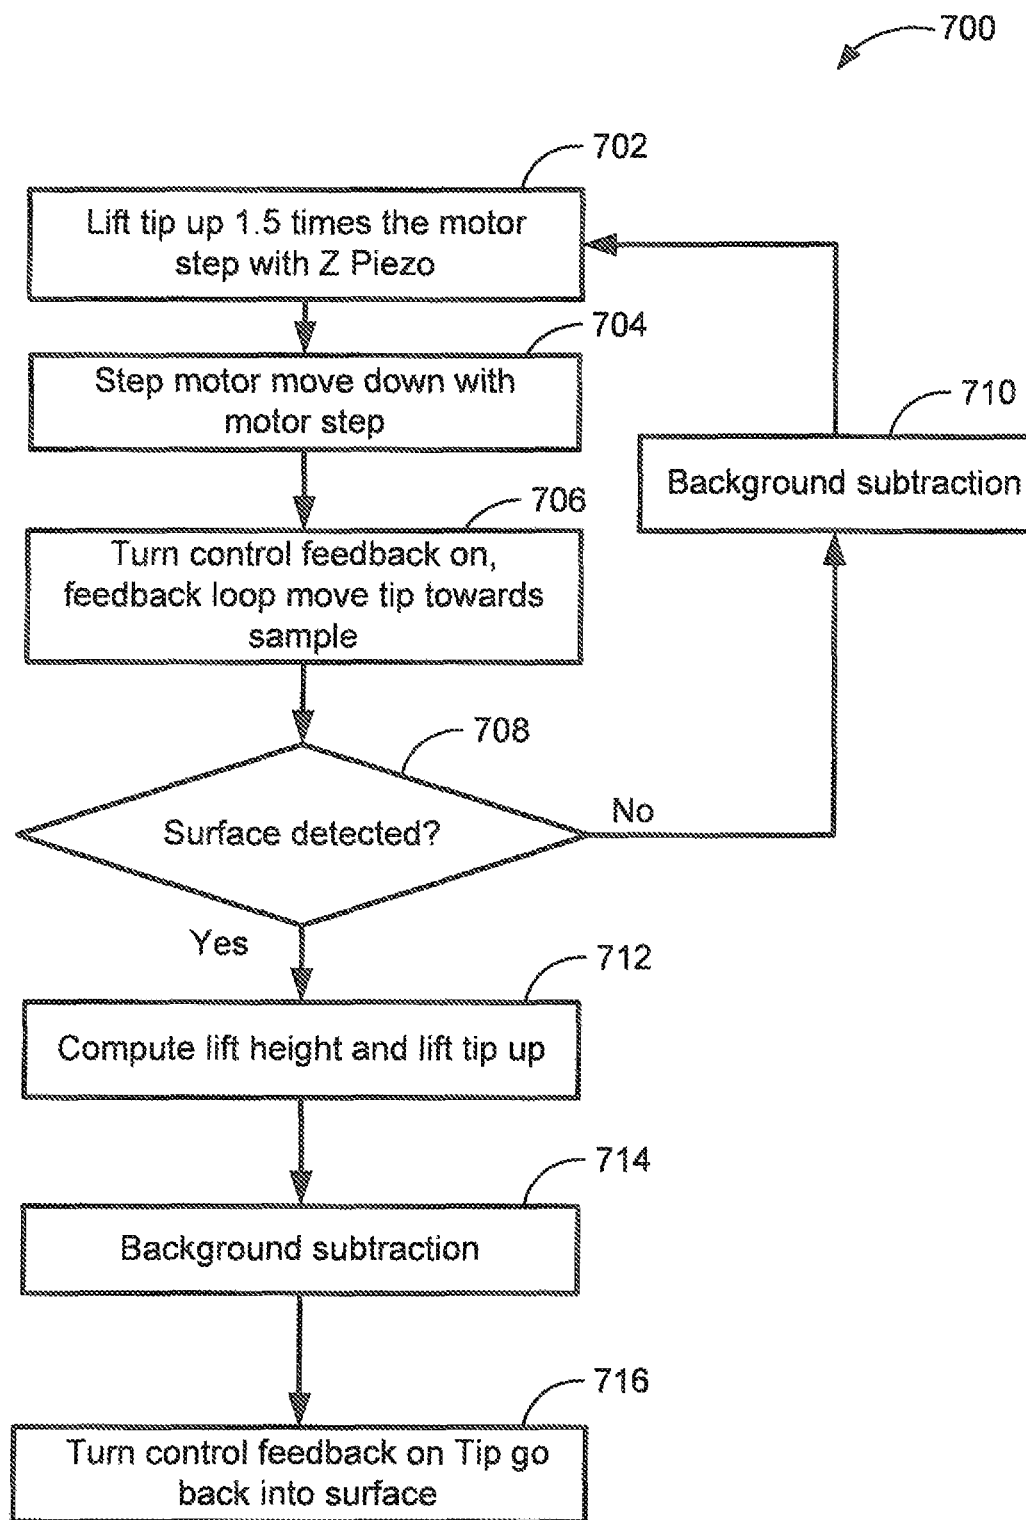 700
702
Lift tip up 1.5 times the motor
step with Z Piezo
704
Step motor move down with
motor step
710
Background subtraction
706
Turn control feedback on,
feedback loop move tip towards
sample
708
Surface detected?
No
Yes
712
Compute lift height and lift tip up
714
Background subtraction
716
Turn control feedback on Tip go
back into surface